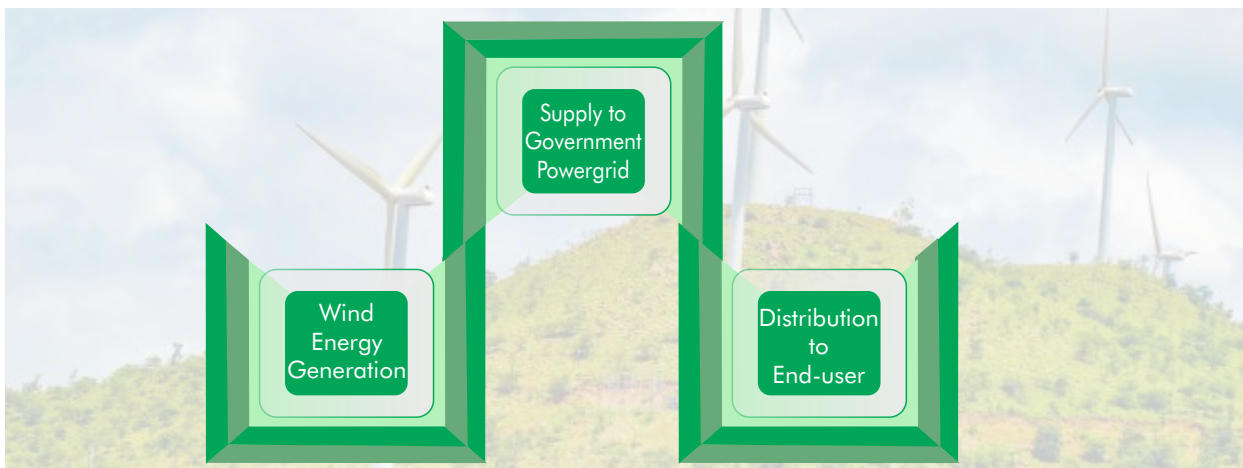 Supply to
Government
Powergrid
Wind
Energy
Generation
Distribution
to
End-user